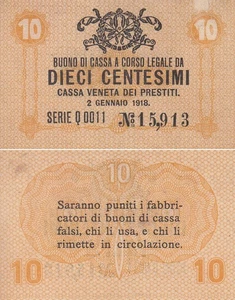 BUONO DI CASSA A CORSO LEGALE DA
DIECI CENTESIMI
CASSA VENETA DEI PRESTITI.
2 GENNAIO 1918.
SERIE Q 0011 No 15,913
10 10
10
Saranno puniti i fabbri-
catori di buoni di cassa
falsi, chi li usa, e chi li
rimette in circolazione.
10 10